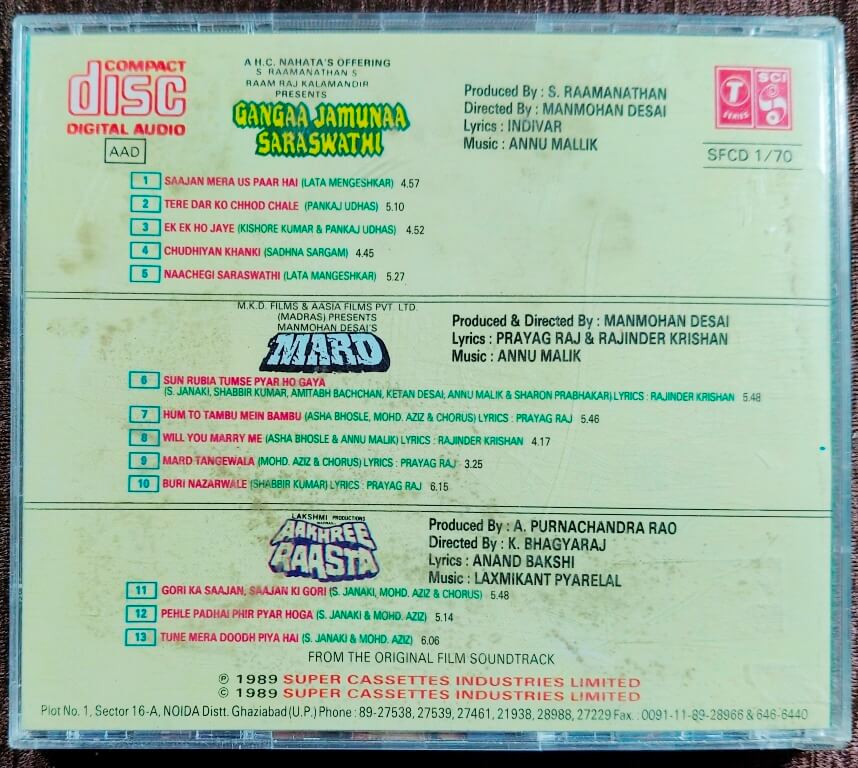 COMPACT
disc
DIGITAL AUDIO
AAD
A H.C. NAHATA'S OFFERING
S RAAMANATHAN S
RAAM RAJ KALAMANDIR
PRESENTS
GANGAA JAMUNAA
SARASWATHI
Produced By : S. RAAMANATHAN
Directed By : MANMOHAN DESAI
Lyrics : INDIVAR
Music : ANNU MALLIK
T
SERIES
SCI
SFCD 1/70
1 SAAJAN MERA US PAAR HAI (LATA MENGESHKAR) 4.57
2 TERE DAR KO CHHOD CHALE (PANKAJ UDHAS) 5.10
3 EK EK HO JAYE (KISHORE KUMAR & PANKAJ UDHAS) 4.52
4 CHUDHIYAN KHANKI (SADHNA SARGAM) 4.45
5 NAACHEGI SARASWATHI (LATA MANGESHKAR) 5.27
M.K.D. FILMS & AASIA FILMS PVT. LTD.
(MADRAS) PRESENTS
MANMOHAN DESAI'S
MARD
Produced & Directed By : MANMOHAN DESAI
Lyrics : PRAYAG RAJ & RAJINDER KRISHAN
Music : ANNU MALIK
6 SUN RUBIA TUMSE PYAR HO GAYA
(S. JANAKI, SHABBIR KUMAR, AMITABH BACHCHAN, KETAN DESAI, ANNU MALIK & SHARON PRABHAKAR) LYRICS : RAJINDER KRISHAN 5.48
7 HUM TO TAMBU MEIN BAMBU (ASHA BHOSLE, MOHD. AZIZ & CHORUS) LYRICS : PRAYAG RAJ 5.46
8 WILL YOU MARRY ME (ASHA BHOSLE & ANNU MALIK) LYRICS : RAJINDER KRISHAN 4.17
9 MARD TANGEWALA (MOHD. AZIZ & CHORUS) LYRICS : PRAYAG RAJ 3.25
10 BURI NAZARWALE (SHABBIR KUMAR) LYRICS : PRAYAG RAJ 6.15
LAKSHMI PRODUCTIONS
AAKHREE
RAASTA
Produced By : A. PURNACHANDRA RAO
Directed By : K. BHAGYARAJ
Lyrics : ANAND BAKSHI
Music : LAXMIKANT PYARELAL
11 GORI KA SAAJAN, SAAJAN KI GORI (S. JANAKI, MOHD. AZIZ & CHORUS) 5.48
12 PEHLE PADHAI PHIR PYAR HOGA (S. JANAKI & MOHD. AZIZ) 5.14
13 TUNE MERA DOODH PIYA HAI (S. JANAKI & MOHD. AZIZ) 6.06
FROM THE ORIGINAL FILM SOUNDTRACK
℗ 1989 SUPER CASSETTES INDUSTRIES LIMITED
© 1989 SUPER CASSETTES INDUSTRIES LIMITED
Plot No. 1, Sector 16-A, NOIDA Distt. Ghaziabad (U.P.) Phone : 89-27538, 27539, 27461, 21938, 28988, 27229 Fax. : 0091-11-89-28966 & 646-6440